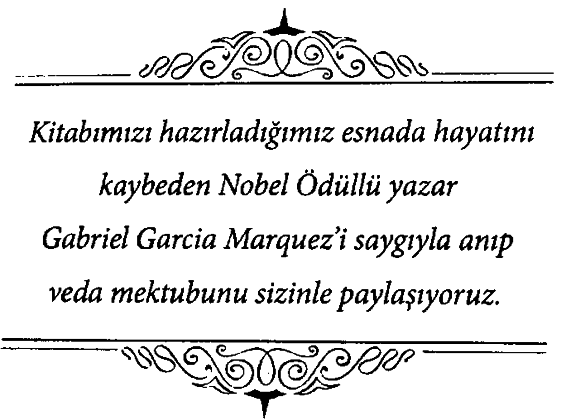 Kitabımızı hazırladığımız esnada hayatını
kaybeden Nobel Ödüllü yazar
Gabriel Garcia Marquez'i saygıyla anıp
veda mektubunu sizinle paylaşıyoruz.